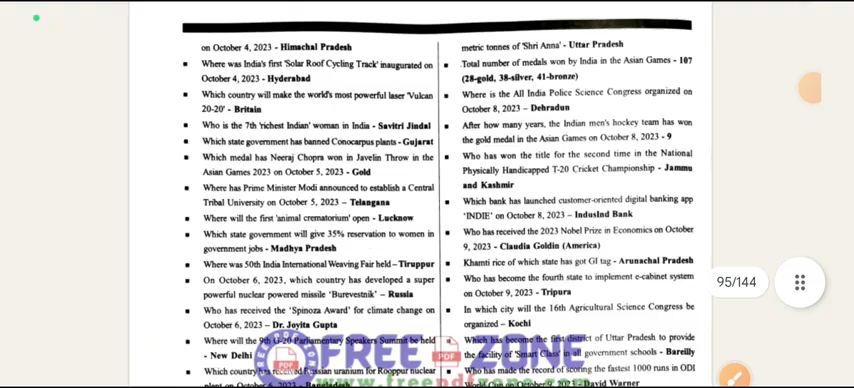 on October 4, 2023 - Himachal Pradesh
Where was India's first 'Solar Roof Cycling Track' inaugurated on
October 4, 2023 - Hyderabad
Which country will make the world's most powerful laser 'Vulcan
20-20' - Britain
Who is the 7th 'richest Indian' woman in India - Savitri Jindal
Which state government has banned Conocarpus plants - Gujarat
Which medal has Neeraj Chopra won in Javelin Throw in the
Asian Games 2023 on October 5, 2023 - Gold
Where has Prime Minister Modi announced to establish a Central
Tribal University on October 5, 2023 – Telangana
Where will the first 'animal crematorium' open - Lucknow
Which state government will give 35% reservation to women in
government jobs - Madhya Pradesh
Where was 50th India International Weaving Fair held – Tiruppur
On October 6, 2023, which country has developed a super
powerful nuclear powered missile 'Burevestnik' – Russia
Who has received the 'Spinoza Award' for climate change on
October 6, 2023 – Dr. Joyita Gupta
Where will the 9th G-20 Parliamentary Speakers Summit be held
- New Delhi
Which country has received Russian uranium for Rooppur nuclear
plant on October 6, 2023 - Bangladesh
metric tonnes of 'Shri Anna' - Uttar Pradesh
Total number of medals won by India in the Asian Games - 107
(28-gold, 38-silver, 41-bronze)
Where is the All India Police Science Congress organized on
October 8, 2023 – Dehradun
After how many years, the Indian men's hockey team has won
the gold medal in the Asian Games on October 8, 2023 - 9
Who has won the title for the second time in the National
Physically Handicapped T-20 Cricket Championship - Jammu
and Kashmir
Which bank has launched customer-oriented digital banking app
'INDIE' on October 8, 2023 – IndusInd Bank
Who has received the 2023 Nobel Prize in Economics on October
9, 2023 - Claudia Goldin (America)
Khamti rice of which state has got GI tag - Arunachal Pradesh
Who has become the fourth state to implement e-cabinet system
on October 9, 2023 - Tripura
In which city will the 16th Agricultural Science Congress be
organized – Kochi
Which has become the first district of Uttar Pradesh to provide
the facility of 'Smart Class' in all government schools - Bareilly
Who has made the record of scoring the fastest 1000 runs in ODI
World Cup on October 9, 2023 - David Warner
95/144
PDF FREE PDF ZONE